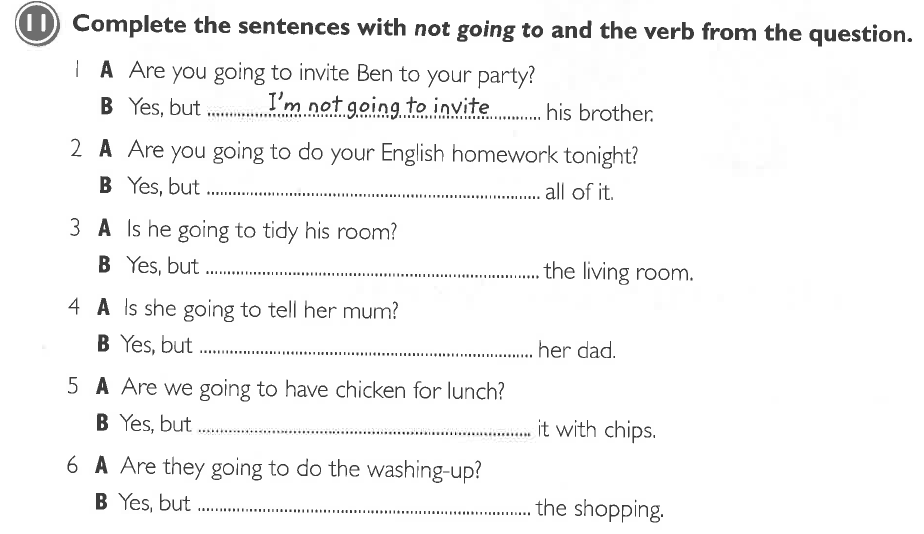 11 Complete the sentences with not going to and the verb from the question.
1 A Are you going to invite Ben to your party?
B Yes, but I'm not going to invite his brother.
2 A Are you going to do your English homework tonight?
B Yes, but ........ all of it.
3 A Is he going to tidy his room?
B Yes, but ........ the living room.
4 A Is she going to tell her mum?
B Yes, but ........ her dad.
5 A Are we going to have chicken for lunch?
B Yes, but ........ it with chips.
6 A Are they going to do the washing-up?
B Yes, but ........ the shopping.